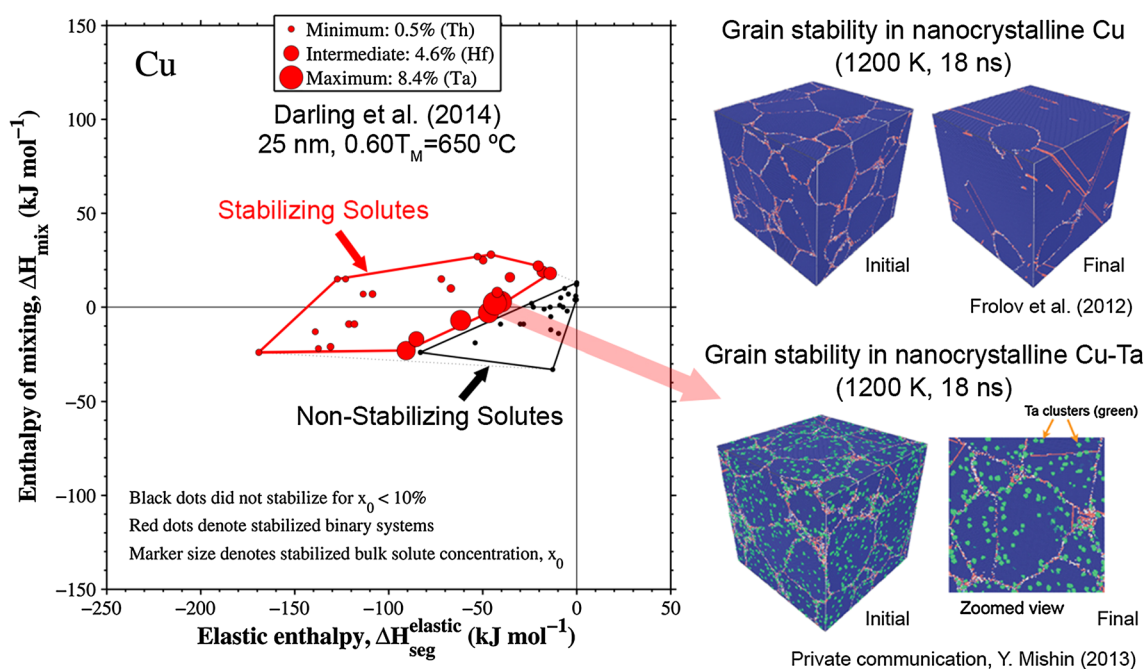 Cu
Minimum: 0.5% (Th)
Intermediate: 4.6% (Hf)
Maximum: 8.4% (Ta)
Darling et al. (2014)
25 nm, 0.60T_M=650 ºC
Stabilizing Solutes
Non-Stabilizing Solutes
Black dots did not stabilize for x_0 < 10%
Red dots denote stabilized binary systems
Marker size denotes stabilized bulk solute concentration, x_0
150
100
50
0
−50
−100
−150
Enthalpy of mixing, ΔH_mix (kJ mol⁻¹)
−250
−200
−150
−100
−50
0
50
Elastic enthalpy, ΔH_seg^elastic (kJ mol⁻¹)
Grain stability in nanocrystalline Cu
(1200 K, 18 ns)
Initial
Final
Frolov et al. (2012)
Grain stability in nanocrystalline Cu-Ta
(1200 K, 18 ns)
Ta clusters (green)
Initial
Zoomed view
Final
Private communication, Y. Mishin (2013)